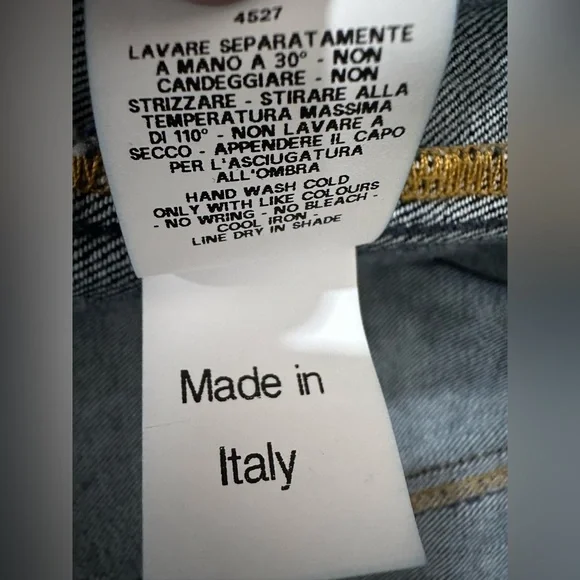 4527
LAVARE SEPARATAMENTE
A MANO A 30° - NON
CANDEGGIARE - NON
STRIZZARE - STIRARE ALLA
TEMPERATURA MASSIMA
DI 110° - NON LAVARE A
SECCO - APPENDERE IL CAPO
PER L'ASCIUGATURA
ALL'OMBRA
HAND WASH COLD
ONLY WITH LIKE COLOURS
- NO WRING - NO BLEACH -
COOL IRON -
LINE DRY IN SHADE
Made in
Italy